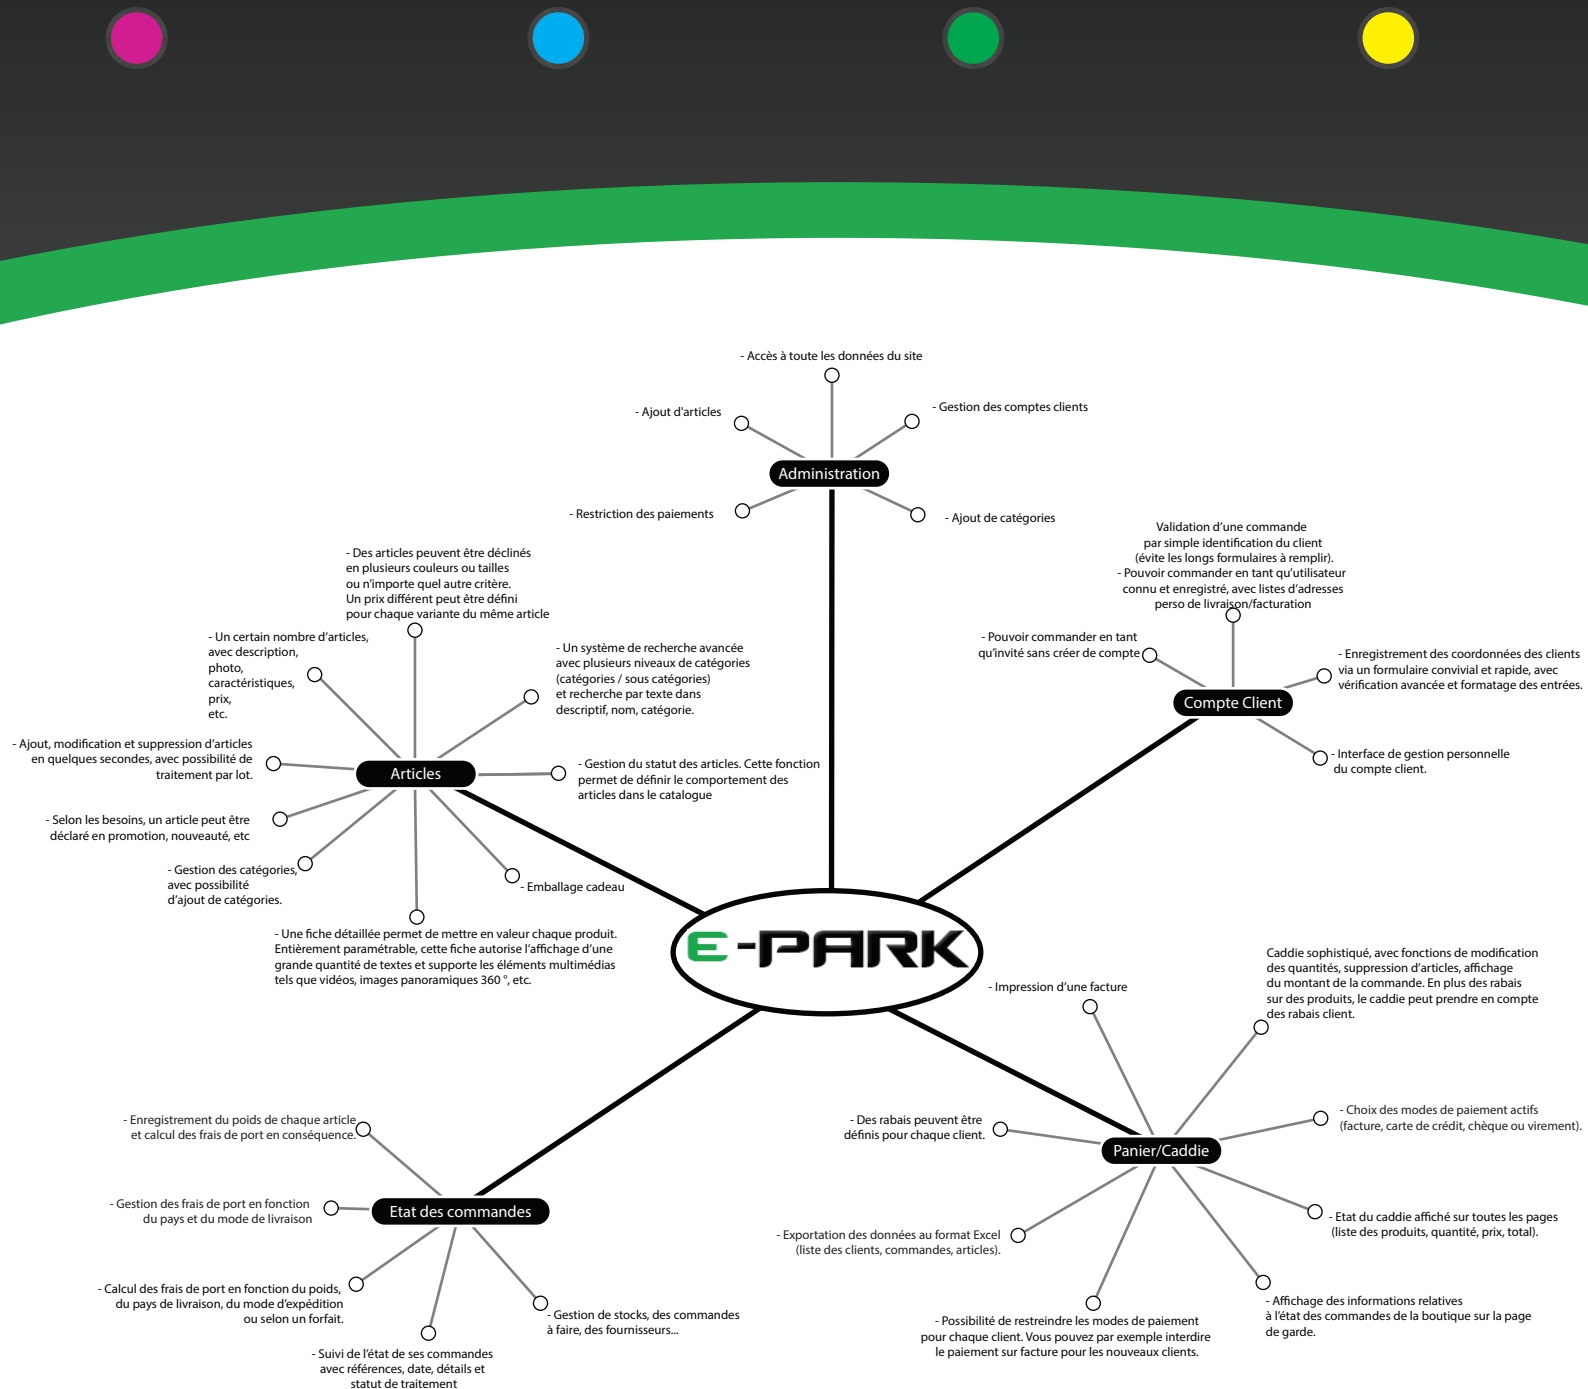 - Accès à toute les données du site
- Ajout d'articles
- Gestion des comptes clients
Administration
- Restriction des paiements
- Ajout de catégories
Validation d'une commande
par simple identification du client
(évite les longs formulaires à remplir).
- Pouvoir commander en tant qu'utilisateur
connu et enregistré, avec listes d'adresses
perso de livraison/facturation
- Pouvoir commander en tant
qu'invité sans créer de compte
- Enregistrement des coordonnées des clients
via un formulaire convivial et rapide, avec
vérification avancée et formatage des entrées.
Compte Client
- Interface de gestion personnelle
du compte client.
- Des articles peuvent être déclinés
en plusieurs couleurs ou tailles
ou n'importe quel autre critère.
Un prix différent peut être défini
pour chaque variante du même article
- Un certain nombre d'articles,
avec description,
photo,
caractéristiques,
prix,
etc.
- Un système de recherche avancée
avec plusieurs niveaux de catégories
(catégories / sous catégories)
et recherche par texte dans
descriptif, nom, catégorie.
- Ajout, modification et suppression d'articles
en quelques secondes, avec possibilité de
traitement par lot.
Articles
- Gestion du statut des articles. Cette fonction
permet de définir le comportement des
articles dans le catalogue
- Selon les besoins, un article peut être
déclaré en promotion, nouveauté, etc
- Gestion des catégories,
avec possibilité
d'ajout de catégories.
- Emballage cadeau
- Une fiche détaillée permet de mettre en valeur chaque produit.
Entièrement paramétrable, cette fiche autorise l'affichage d'une
grande quantité de textes et supporte les éléments multimédias
tels que vidéos, images panoramiques 360 °, etc.
E-PARK
- Impression d'une facture
Caddie sophistiqué, avec fonctions de modification
des quantités, suppression d'articles, affichage
du montant de la commande. En plus des rabais
sur des produits, le caddie peut prendre en compte
des rabais client.
- Des rabais peuvent être
définis pour chaque client.
- Choix des modes de paiement actifs
(facture, carte de crédit, chèque ou virement).
Panier/Caddie
- Etat du caddie affiché sur toutes les pages
(liste des produits, quantité, prix, total).
- Exportation des données au format Excel
(liste des clients, commandes, articles).
- Affichage des informations relatives
à l'état des commandes de la boutique sur la page
de garde.
- Possibilité de restreindre les modes de paiement
pour chaque client. Vous pouvez par exemple interdire
le paiement sur facture pour les nouveaux clients.
- Enregistrement du poids de chaque article
et calcul des frais de port en conséquence.
- Gestion des frais de port en fonction
du pays et du mode de livraison
Etat des commandes
- Calcul des frais de port en fonction du poids,
du pays de livraison, du mode d'expédition
ou selon un forfait.
- Gestion de stocks, des commandes
à faire, des fournisseurs...
- Suivi de l'état de ses commandes
avec références, date, détails et
statut de traitement